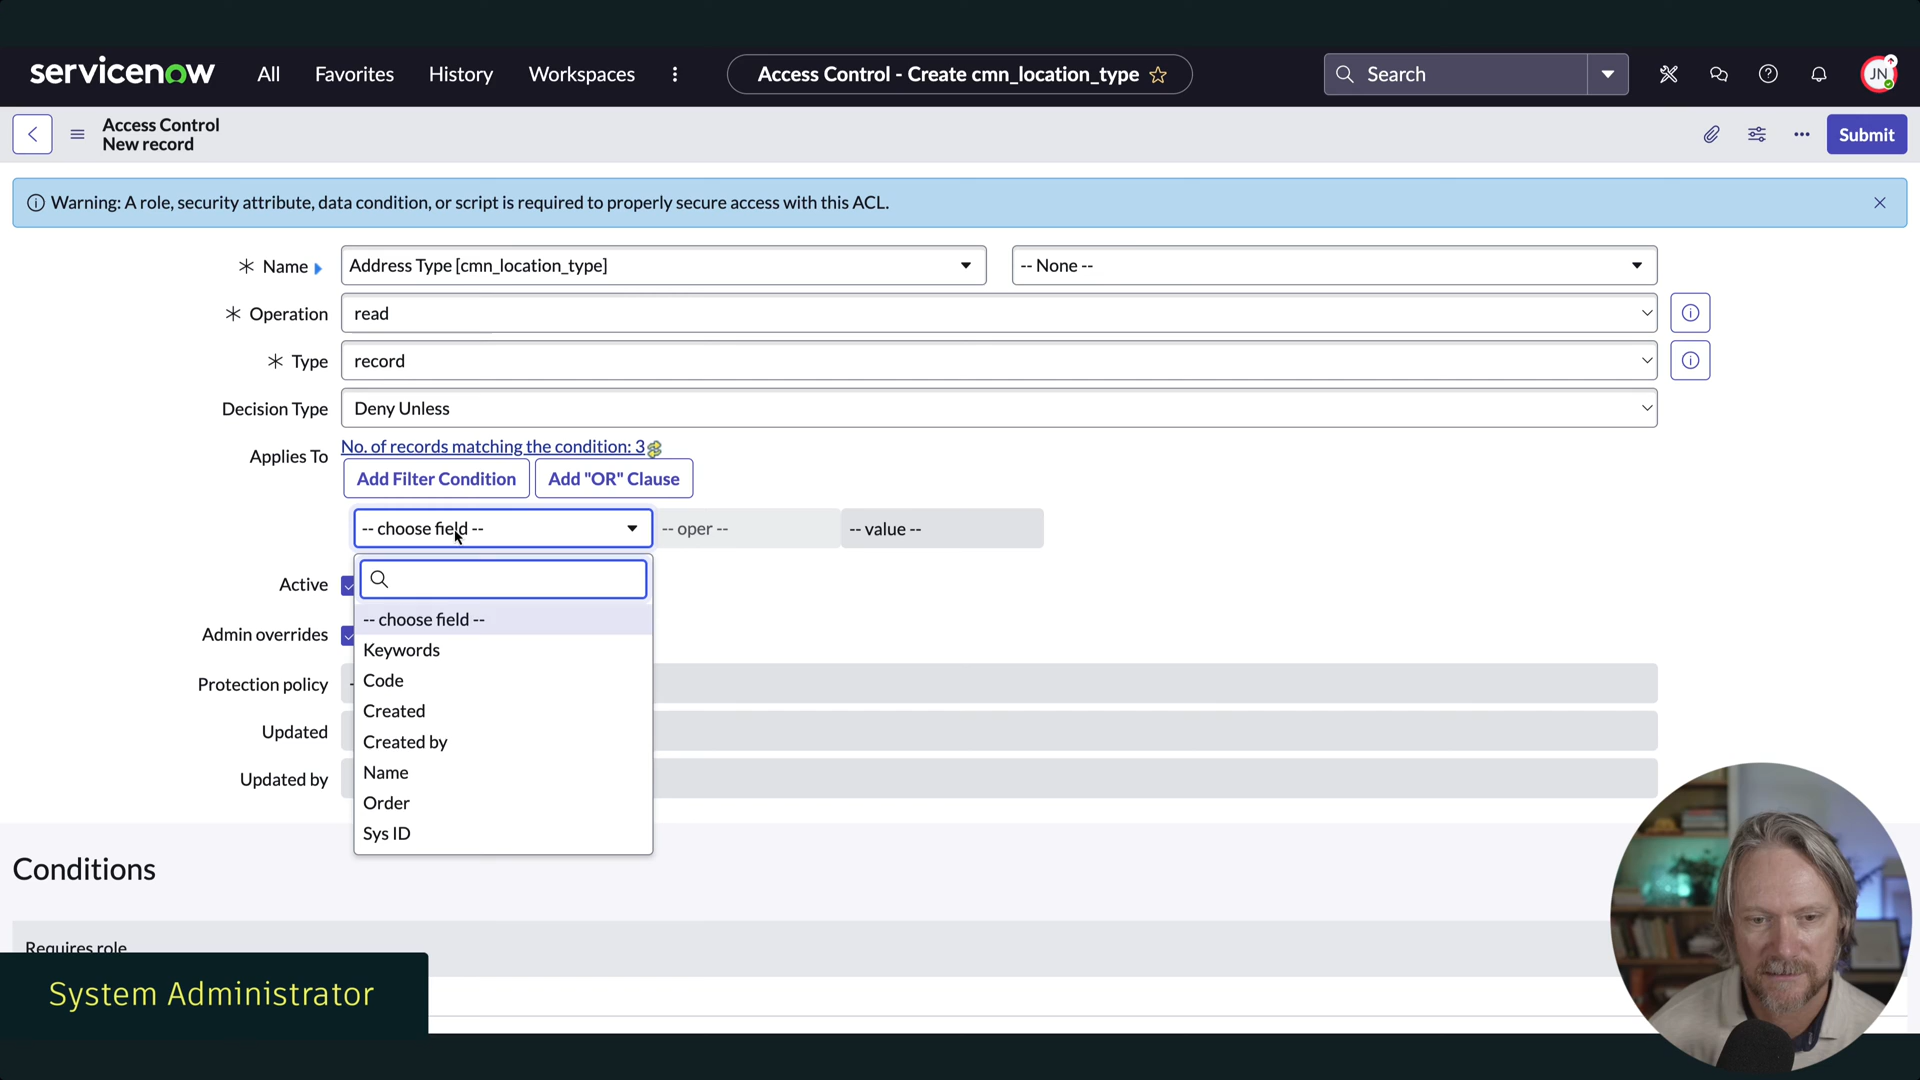 servicenow
All
Favorites
History
Workspaces
Access Control - Create cmn_location_type
Search
JN
Access Control
New record
Submit
Warning: A role, security attribute, data condition, or script is required to properly secure access with this ACL.
Name
Address Type [cmn_location_type]
-- None --
Operation
read
Type
record
Decision Type
Deny Unless
Applies To
No. of records matching the condition: 3
Add Filter Condition
Add "OR" Clause
-- choose field --
-- oper --
-- value --
Active
-- choose field --
Admin overrides
Keywords
Protection policy
Code
Created
Updated
Created by
Name
Updated by
Order
Sys ID
Conditions
Requires role
System Administrator